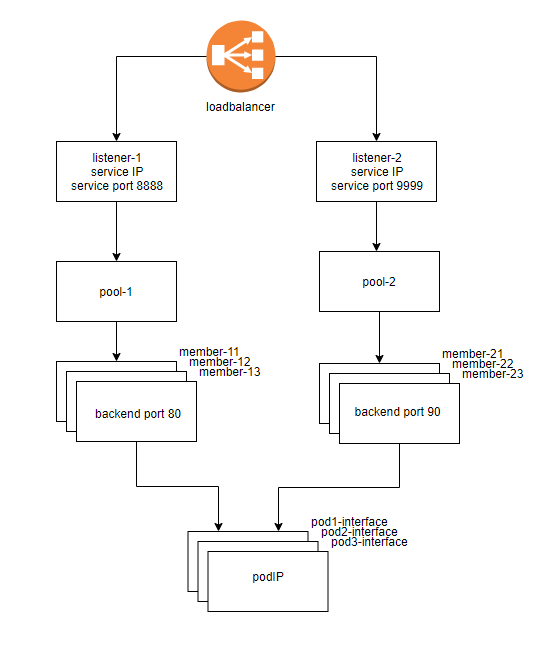 loadbalancer
listener-1
service IP
service port 8888
listener-2
service IP
service port 9999
pool-1
pool-2
member-11
member-12
member-13
backend port 80
member-21
member-22
member-23
backend port 90
pod1-interface
pod2-interface
pod3-interface
podIP